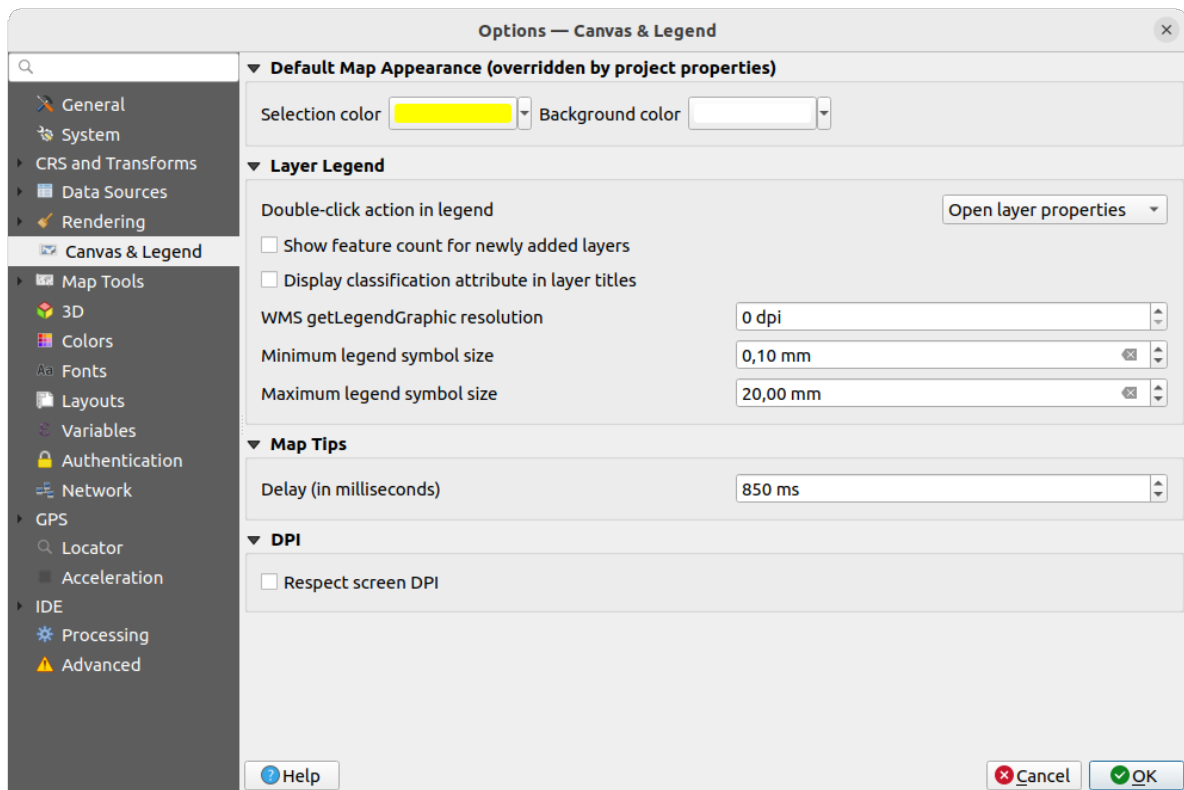 Options — Canvas & Legend
General
System
CRS and Transforms
Data Sources
Rendering
Canvas & Legend
Map Tools
3D
Colors
Aa Fonts
Layouts
ε Variables
Authentication
Network
GPS
Locator
Acceleration
IDE
Processing
Advanced
Default Map Appearance (overridden by project properties)
Selection color Background color
Layer Legend
Double-click action in legend Open layer properties
Show feature count for newly added layers
Display classification attribute in layer titles
WMS getLegendGraphic resolution 0 dpi
Minimum legend symbol size 0,10 mm
Maximum legend symbol size 20,00 mm
Map Tips
Delay (in milliseconds) 850 ms
DPI
Respect screen DPI
Help Cancel OK